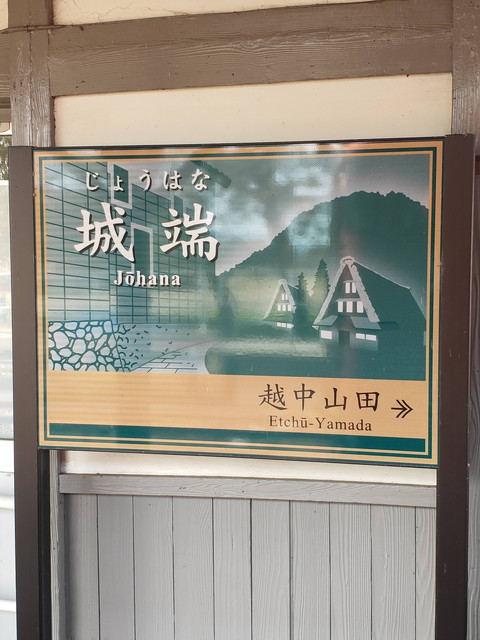 じょうはな
城端
Jōhana
越中山田
Etchū-Yamada